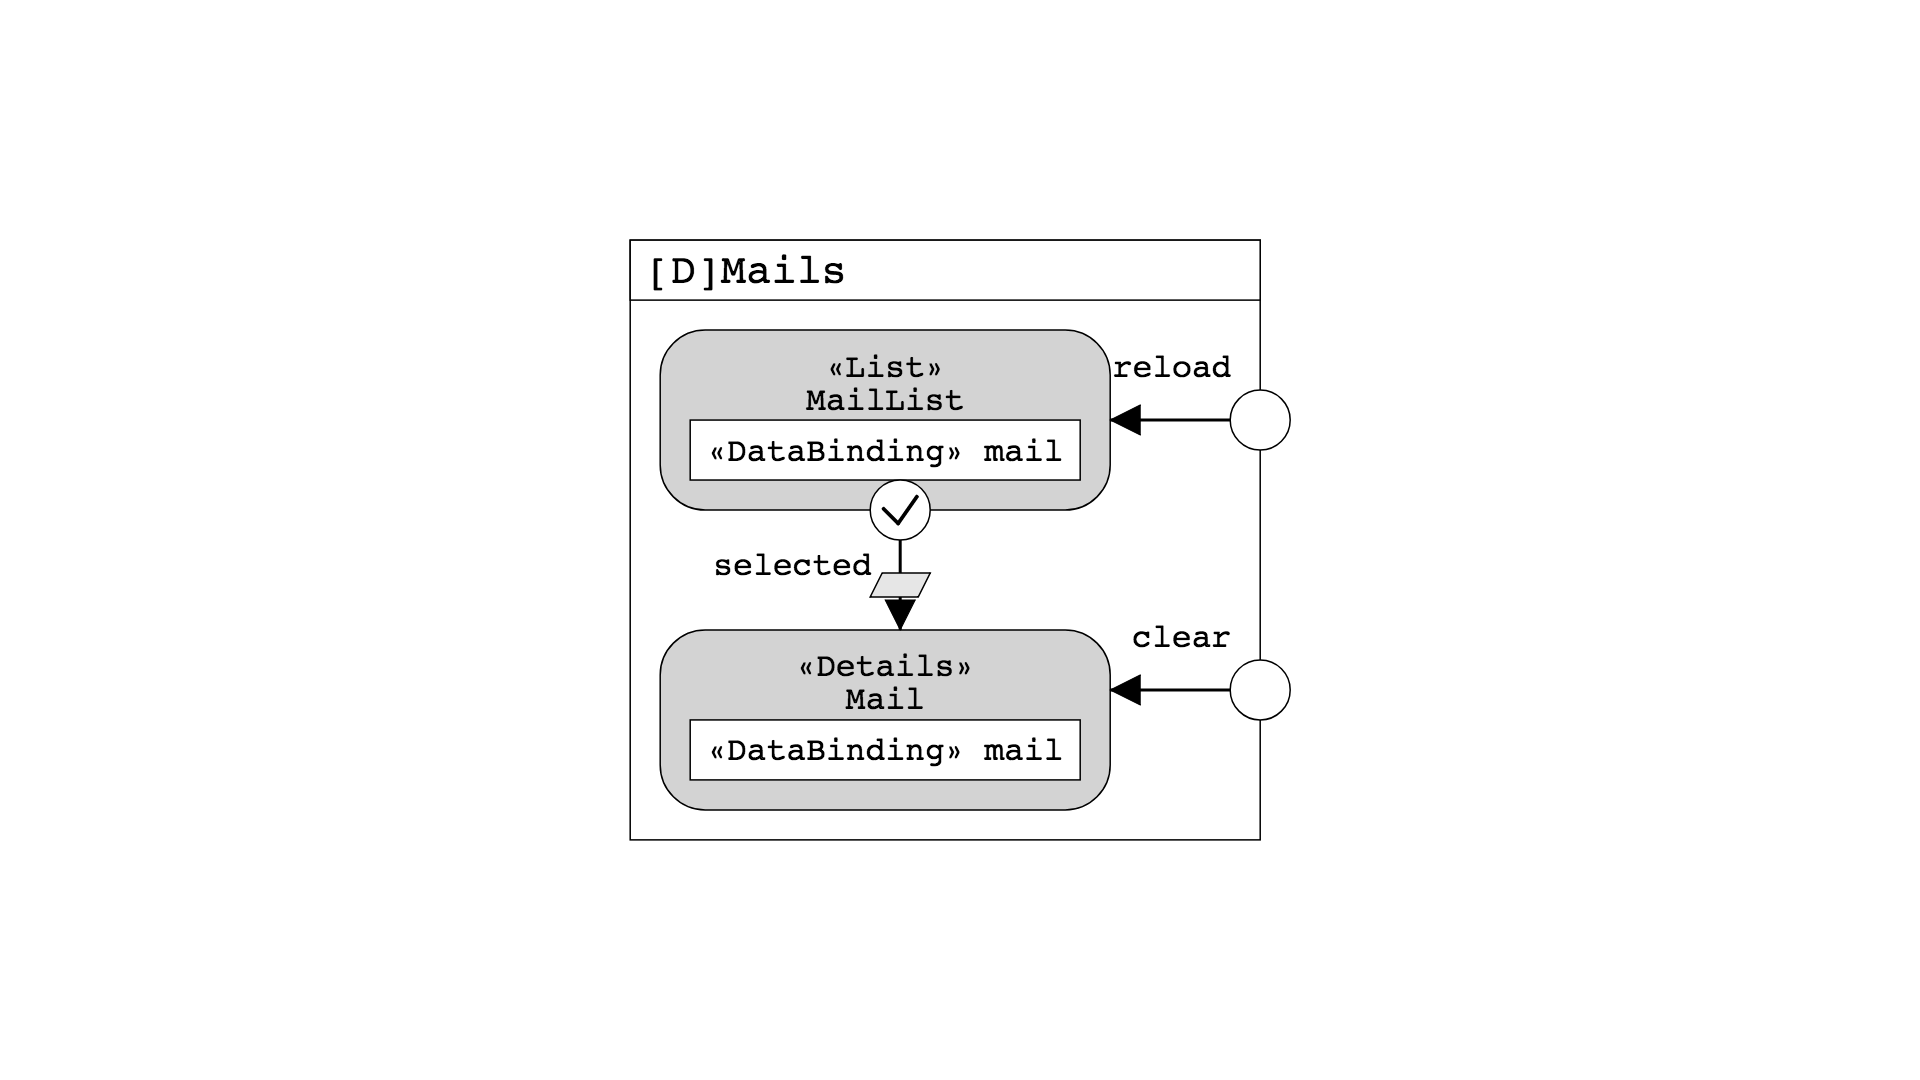 [D]Mails
«List»
MailList
reload
«DataBinding» mail
selected
clear
«Details»
Mail
«DataBinding» mail